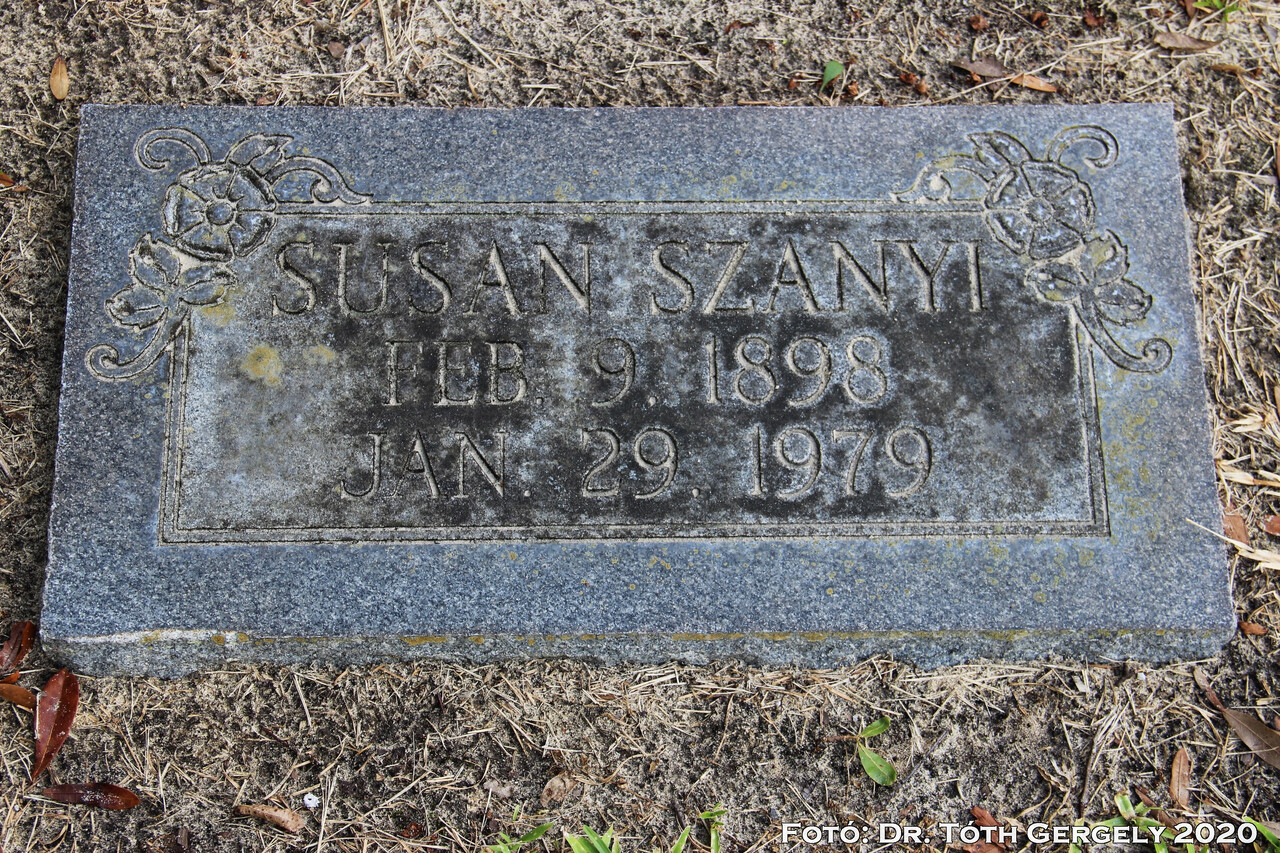 SUSAN SZANYI
FEB. 9. 1898
JAN. 29. 1979
Fotó: Dr. Tóth Gergely 2020